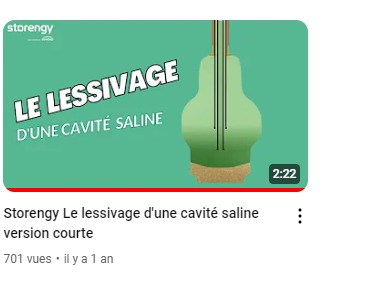 storengy
LE LESSIVAGE
D'UNE CAVITÉ SALINE
2:22
Storengy Le lessivage d'une cavité saline
version courte
701 vues • il y a 1 an